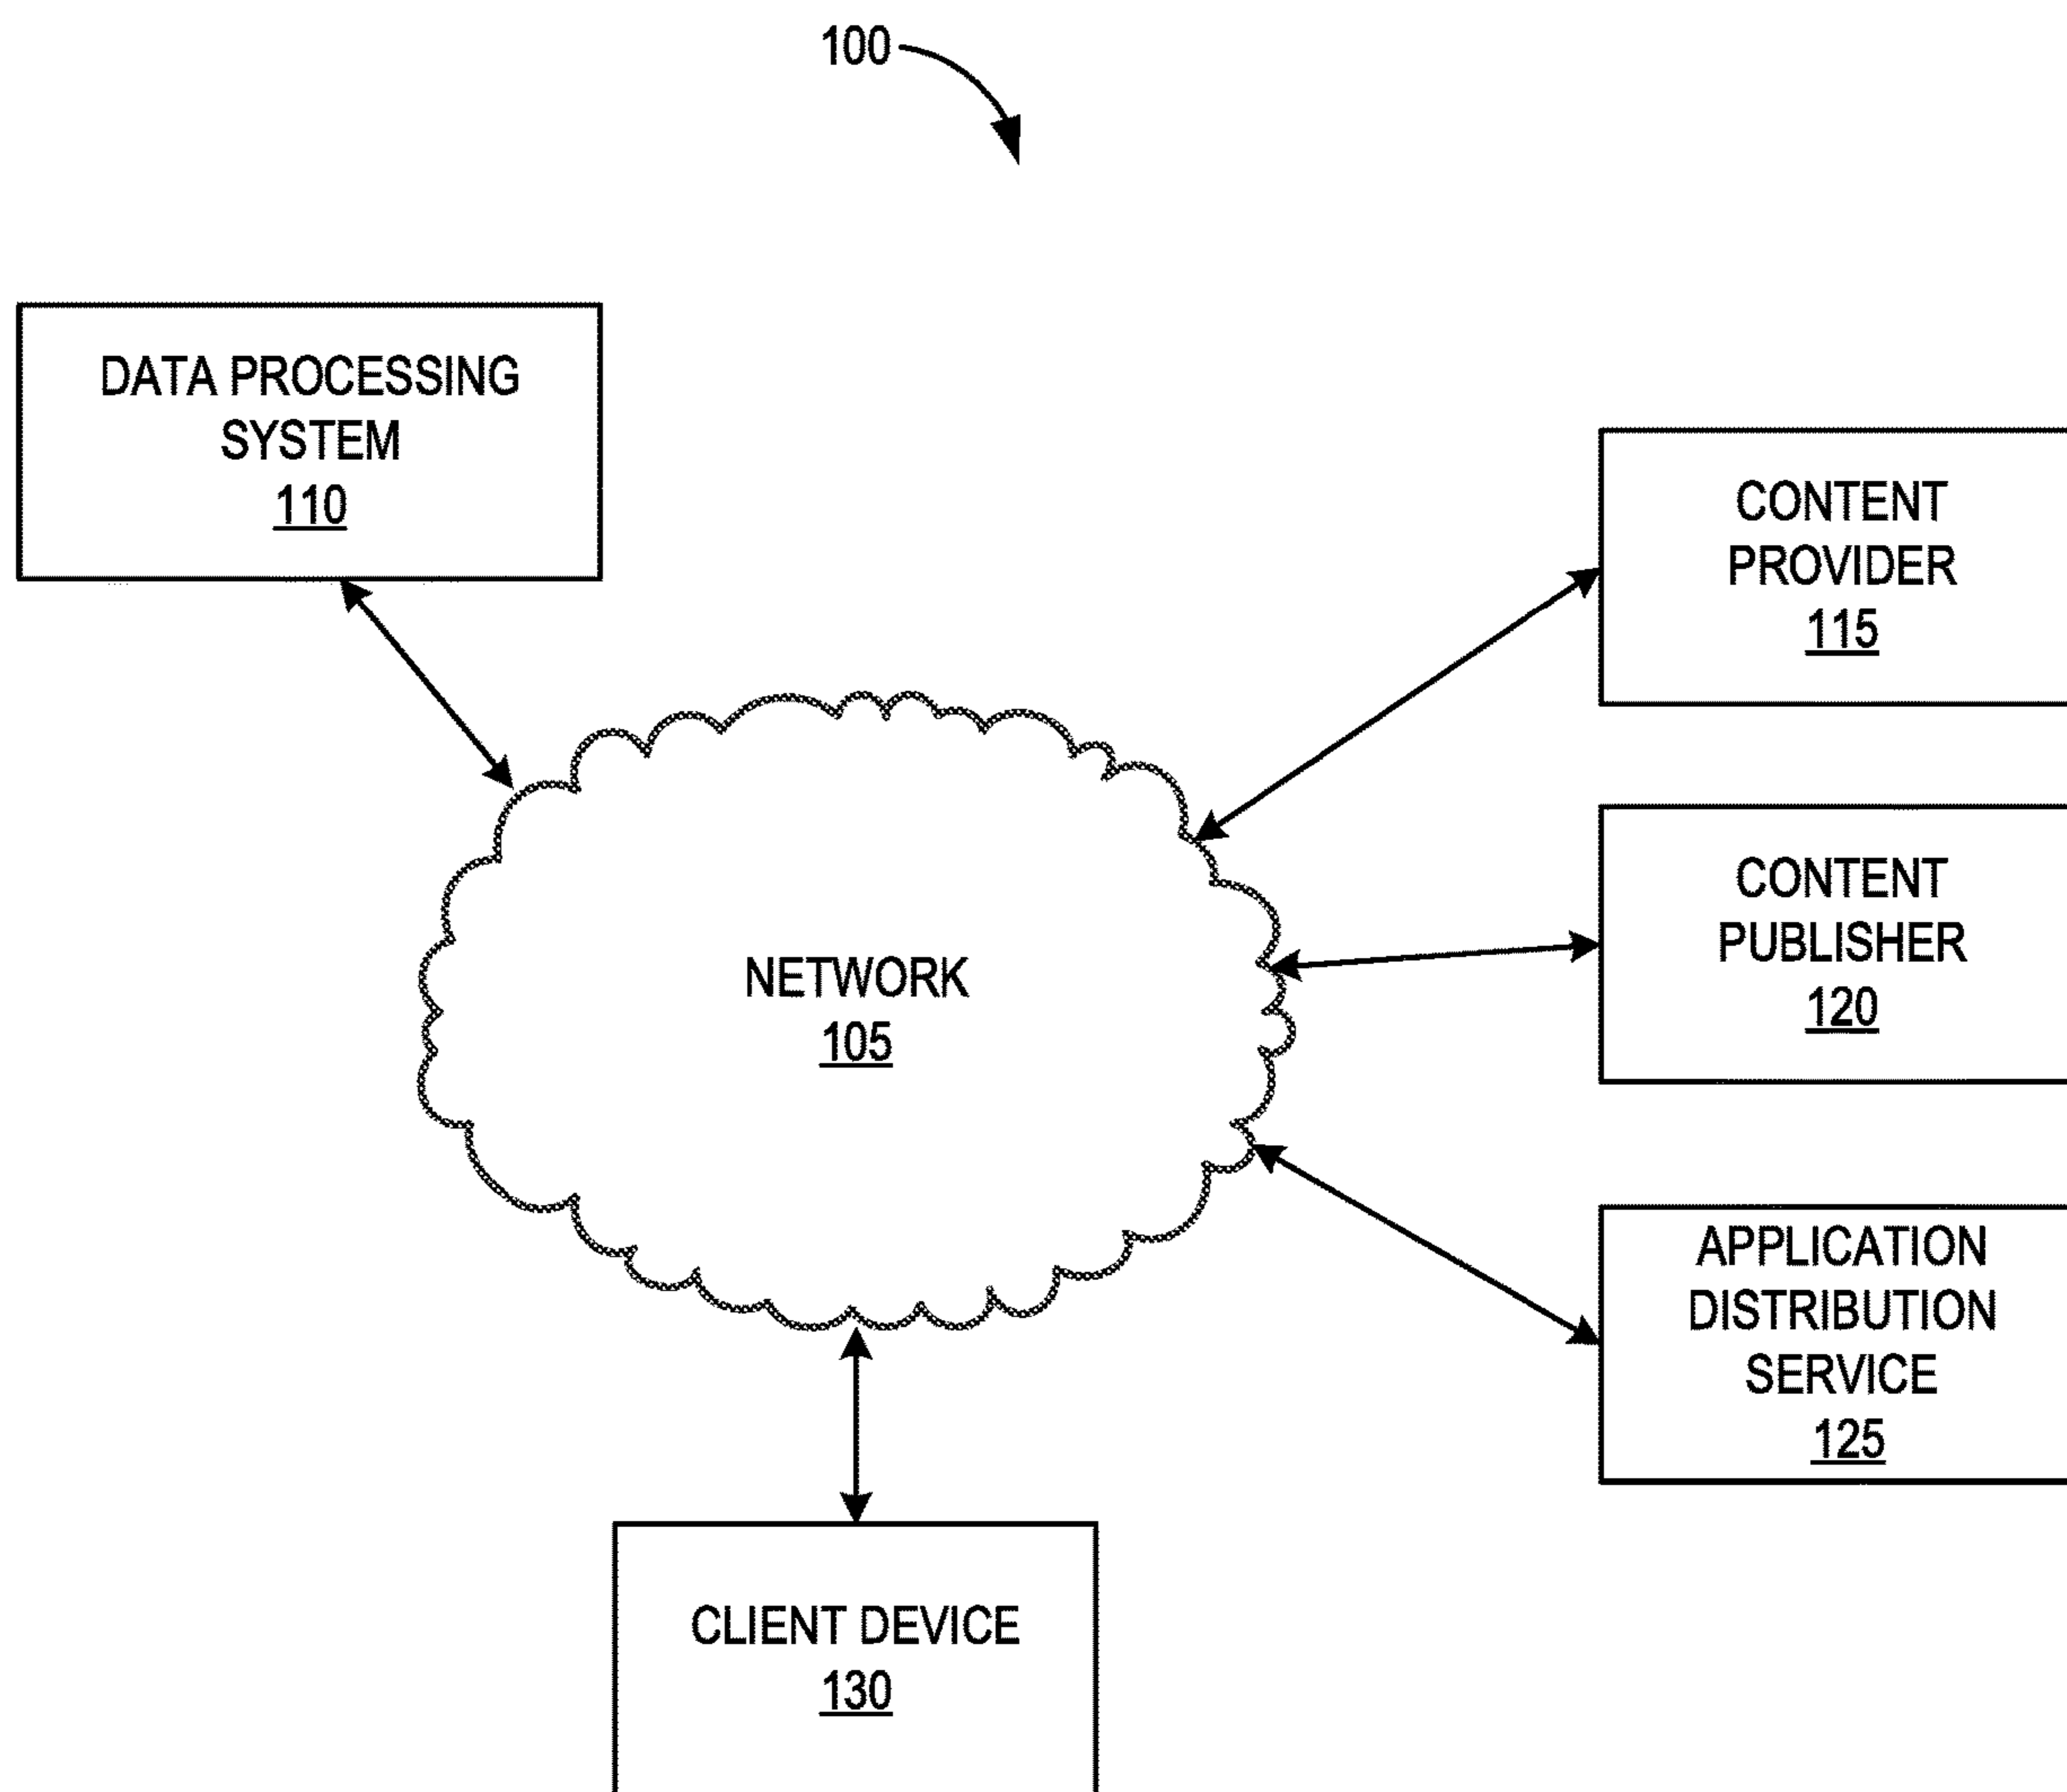 100
DATA PROCESSING
SYSTEM
110
CONTENT
PROVIDER
115
CONTENT
PUBLISHER
120
NETWORK
105
APPLICATION
DISTRIBUTION
SERVICE
125
CLIENT DEVICE
130